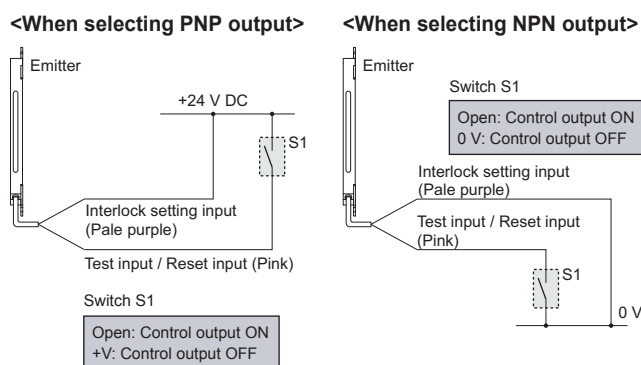 <When selecting PNP output>
Emitter
+24 V DC
S1
Interlock setting input
(Pale purple)
Test input / Reset input (Pink)
Switch S1
Open: Control output ON
+V: Control output OFF
<When selecting NPN output>
Emitter
Switch S1
Open: Control output ON
0 V: Control output OFF
Interlock setting input
(Pale purple)
Test input / Reset input
(Pink)
S1
0 V